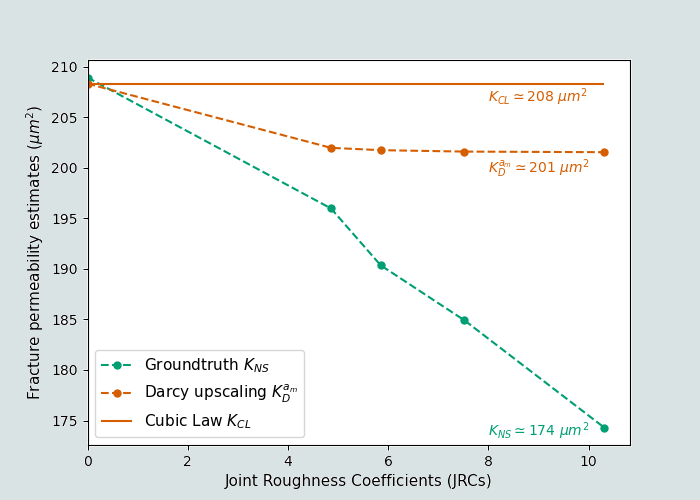 210
205
200
195
190
185
180
175
Fracture permeability estimates (μm²)
K_CL ≃ 208 μm²
K_D^{a_m} ≃ 201 μm²
K_NS ≃ 174 μm²
Groundtruth K_NS
Darcy upscaling K_D^{a_m}
Cubic Law K_CL
0 2 4 6 8 10
Joint Roughness Coefficients (JRCs)